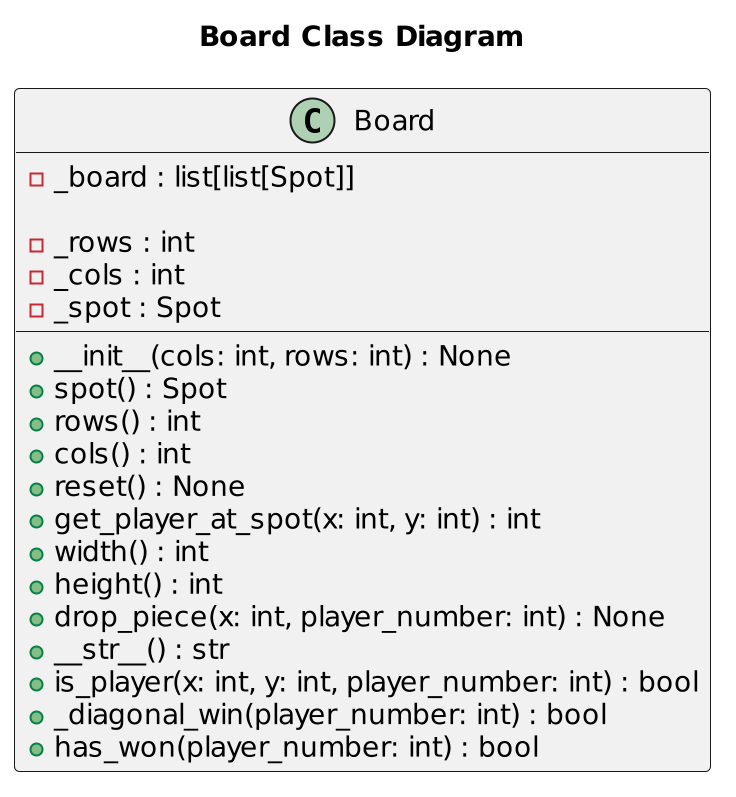 Board Class Diagram
C Board
_board : list[list[Spot]]
_rows : int
_cols : int
_spot : Spot
__init__(cols: int, rows: int) : None
spot() : Spot
rows() : int
cols() : int
reset() : None
get_player_at_spot(x: int, y: int) : int
width() : int
height() : int
drop_piece(x: int, player_number: int) : None
__str__() : str
is_player(x: int, y: int, player_number: int) : bool
_diagonal_win(player_number: int) : bool
has_won(player_number: int) : bool